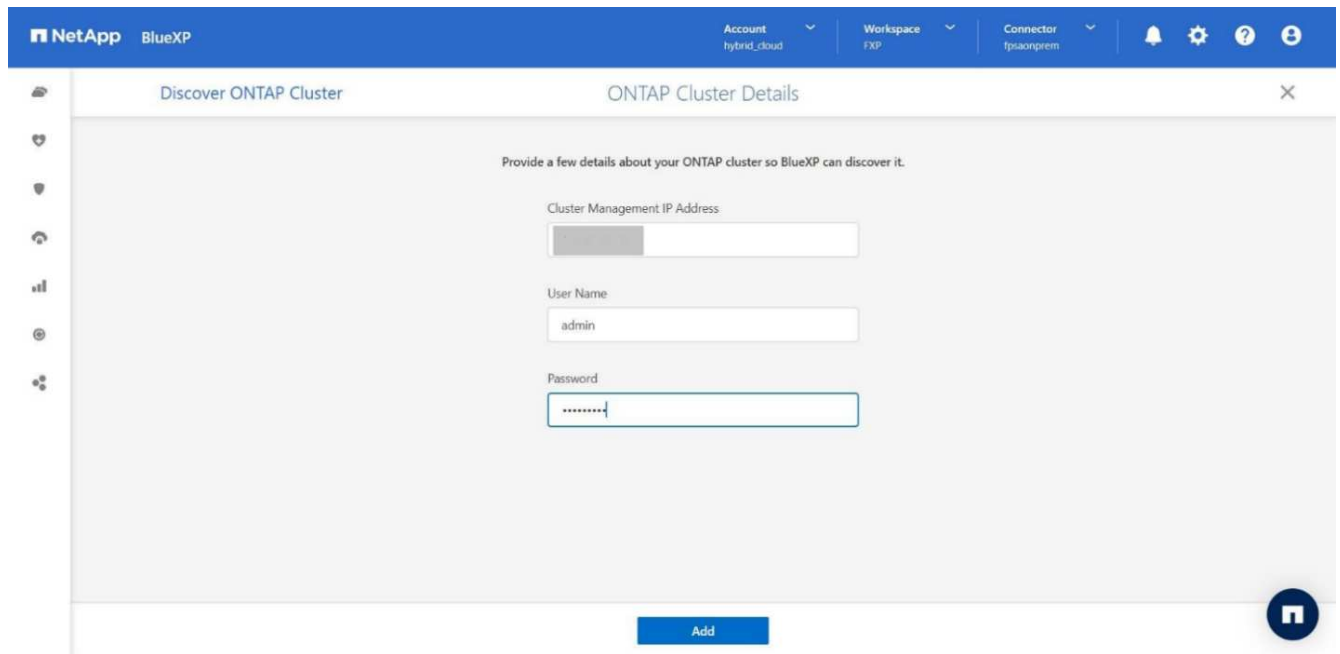 NetApp BlueXP
Account
hybrid_cloud
Workspace
FXP
Connector
fpsaonprem
Discover ONTAP Cluster
ONTAP Cluster Details
Provide a few details about your ONTAP cluster so BlueXP can discover it.
Cluster Management IP Address
User Name
admin
Password
•••••••••
Add